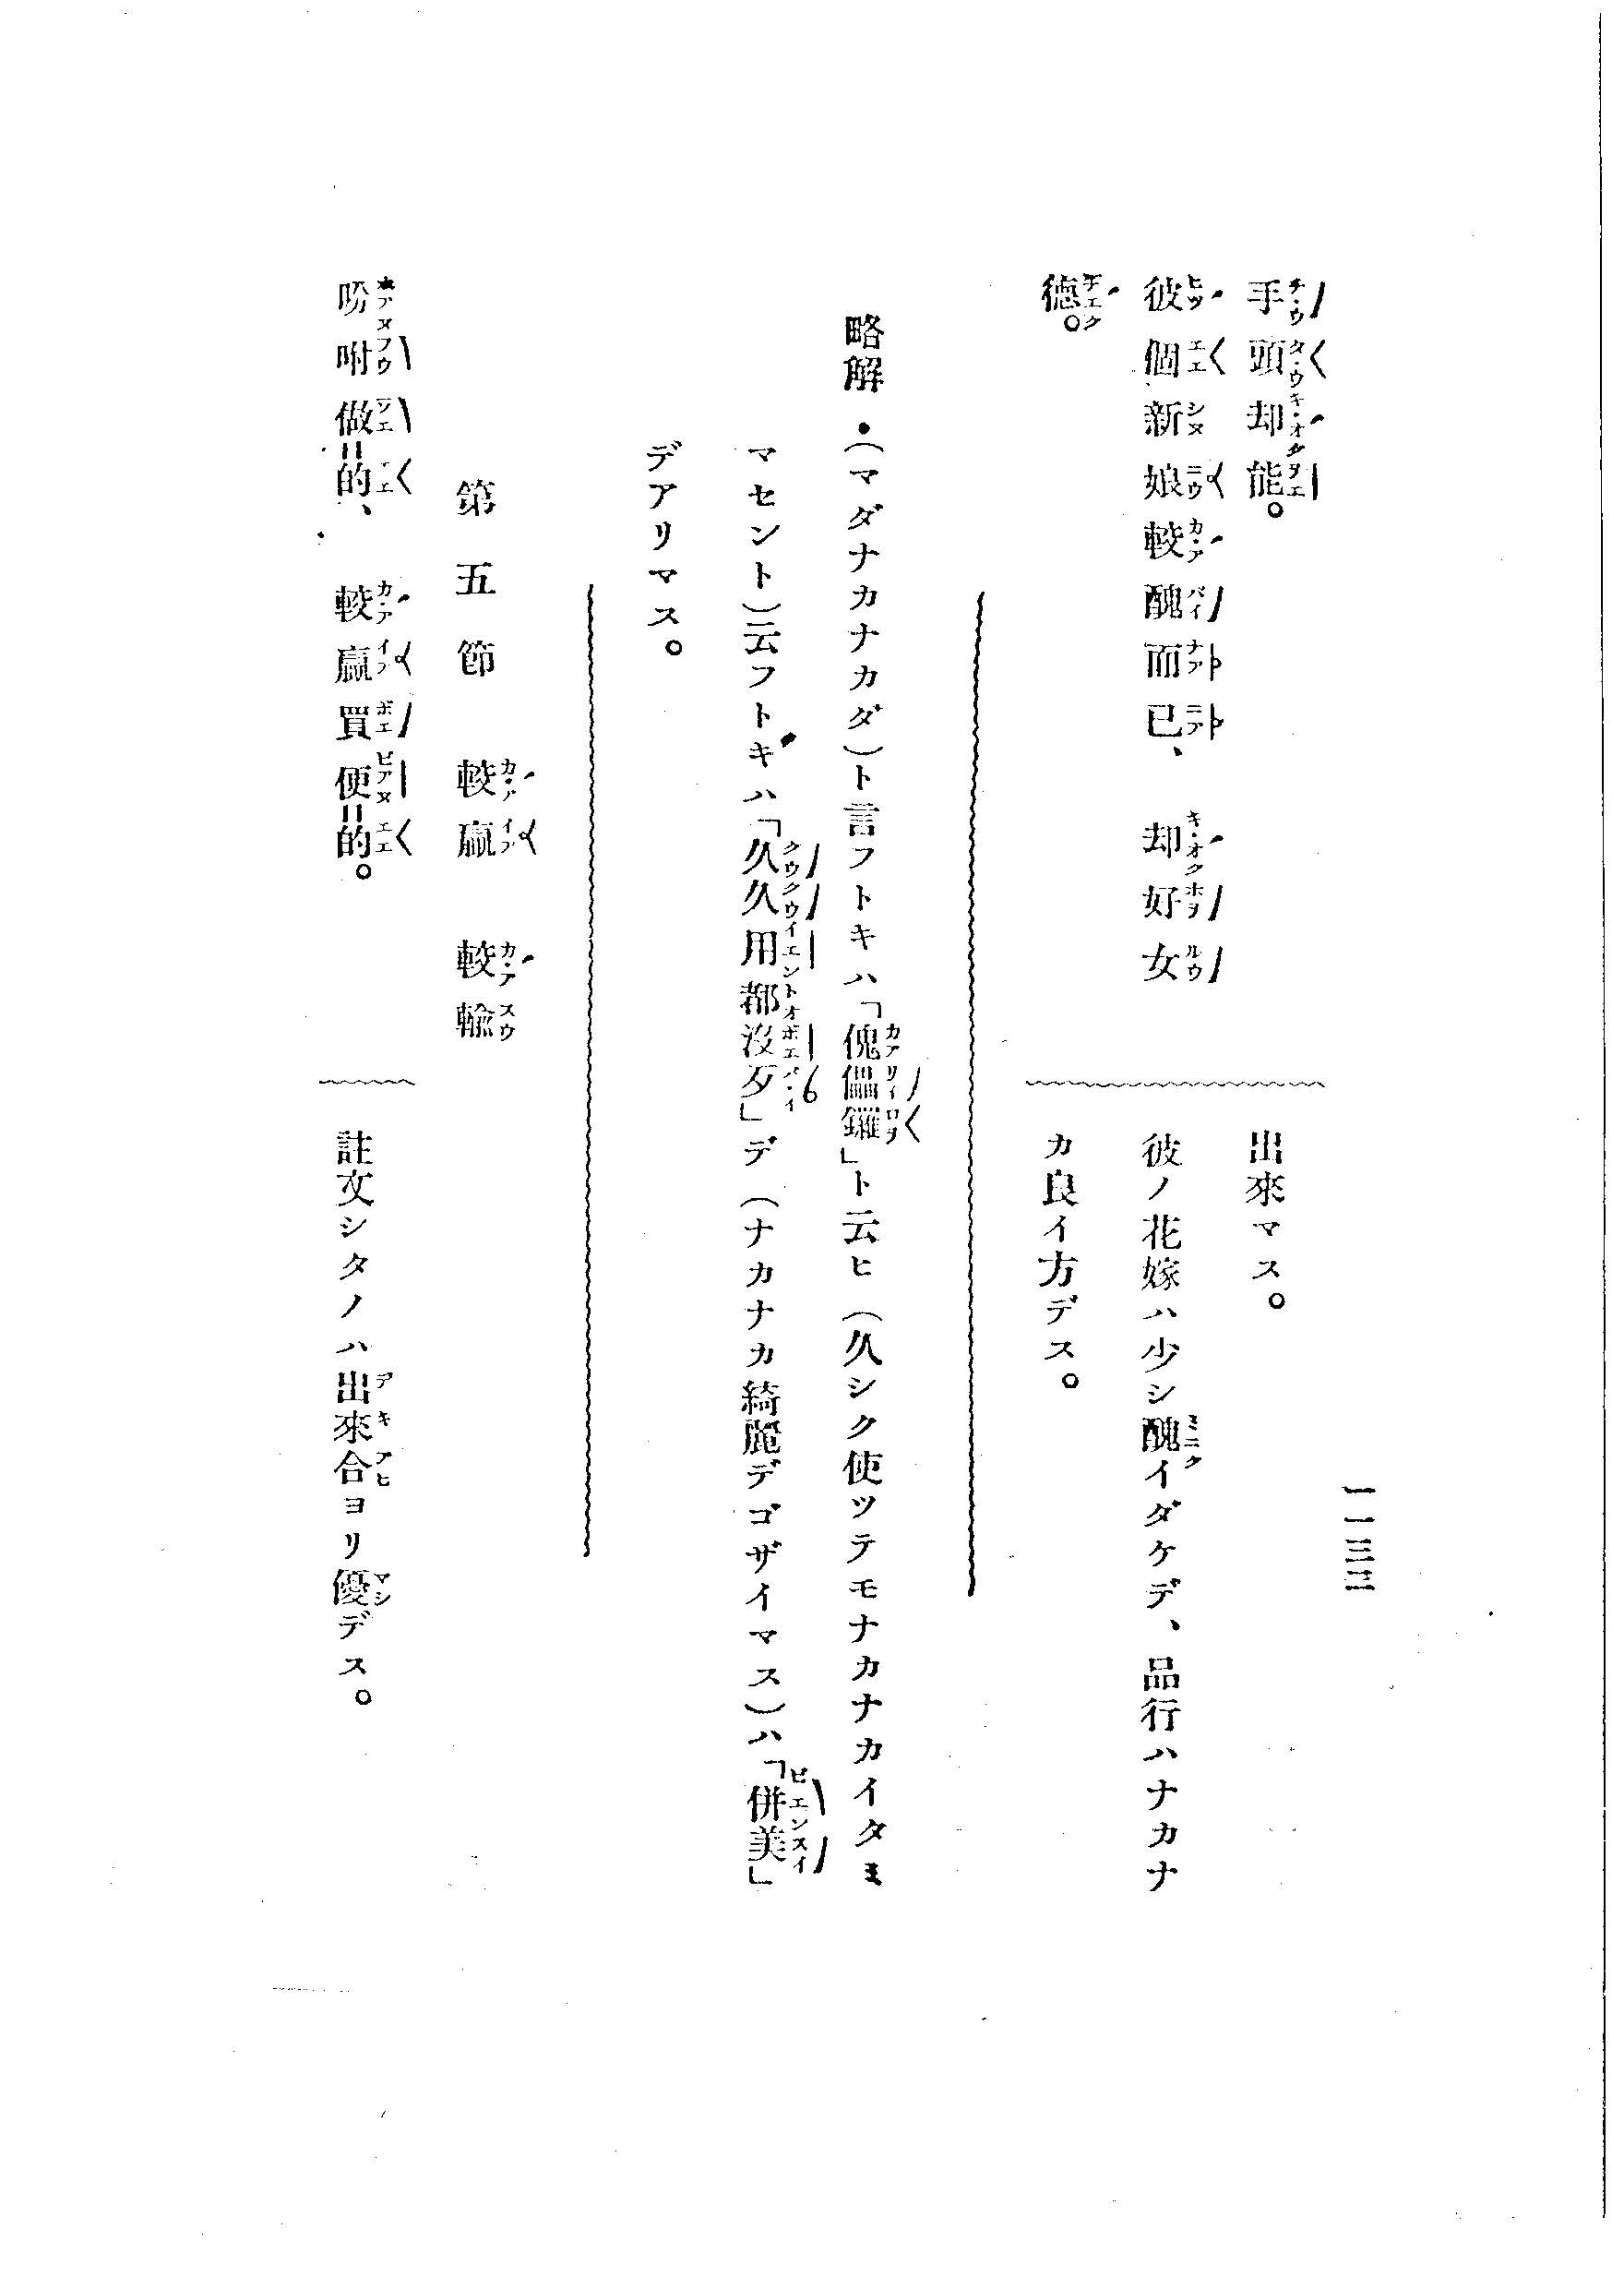 一一三三
手頭却能。
出來マス。
彼個新娘較醜而已、却好女
彼ノ花嫁ハ少シ醜イダケデ、品行ハナカナ
德。
カ良イ方デス。
略解・(マダナカナカダ)ト言フトキハ「傀儡鑼」ト云ヒ(久シク使ツテモナカナカイタミ
マセント)云フトキハ「久久用都沒歹」デ(ナカナカ綺麗デゴザイマス)ハ「併美」
デアリマス。
第五節 較贏 較輸
吩咐做=的、較贏買便=的。
註文シタノハ出來合ヨリ優デス。